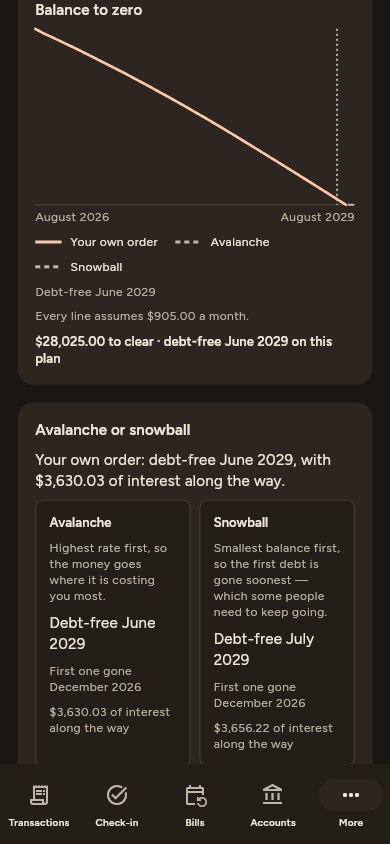 Balance to zero
August 2026
August 2029
Your own order
Avalanche
Snowball
Debt-free June 2029
Every line assumes $905.00 a month.
$28,025.00 to clear · debt-free June 2029 on this
plan
Avalanche or snowball
Your own order: debt-free June 2029, with
$3,630.03 of interest along the way.
Avalanche
Highest rate first, so
the money goes
where it is costing
you most.
Debt-free June
2029
First one gone
December 2026
$3,630.03 of interest
along the way
Snowball
Smallest balance first,
so the first debt is
gone soonest —
which some people
need to keep going.
Debt-free July
2029
First one gone
December 2026
$3,656.22 of interest
along the way
Transactions
Check-in
Bills
Accounts
More